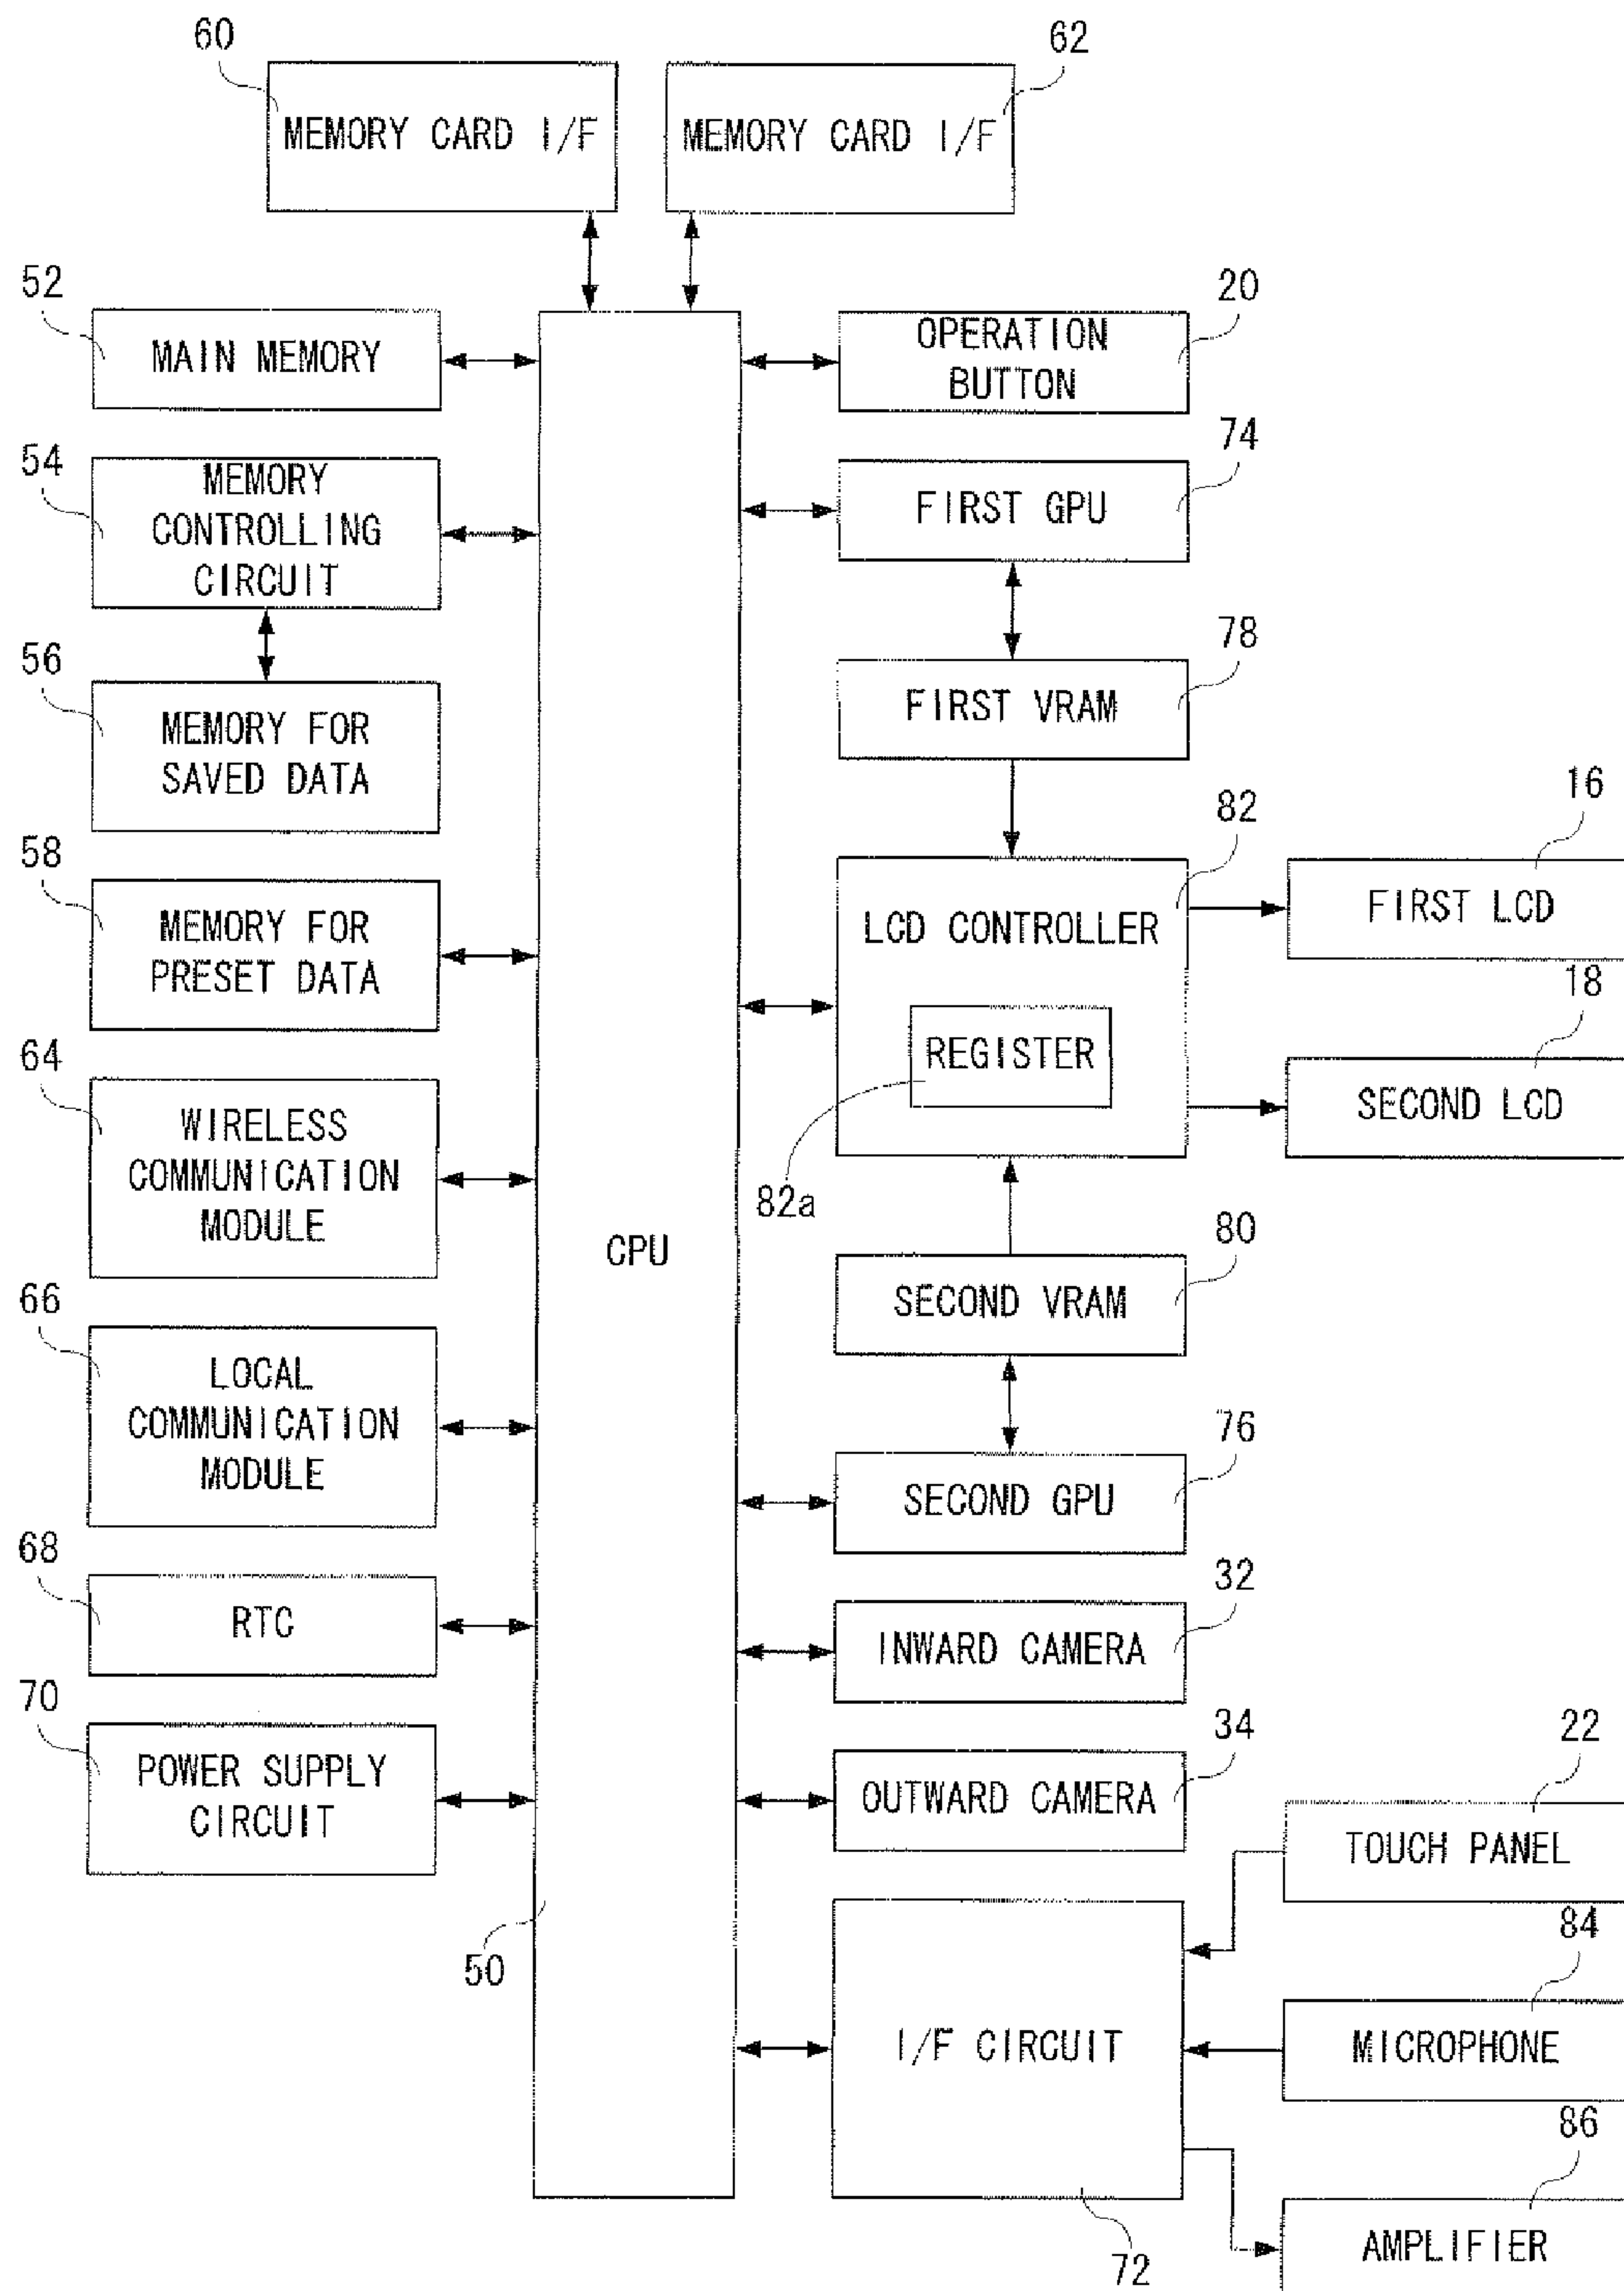 60
62
MEMORY CARD I/F
MEMORY CARD I/F
52
MAIN MEMORY
20
OPERATION
BUTTON
54
MEMORY
CONTROLLING
CIRCUIT
74
FIRST GPU
56
MEMORY FOR
SAVED DATA
78
FIRST VRAM
58
MEMORY FOR
PRESET DATA
82
LCD CONTROLLER
REGISTER
82a
16
FIRST LCD
18
SECOND LCD
64
WIRELESS
COMMUNICATION
MODULE
CPU
80
SECOND VRAM
66
LOCAL
COMMUNICATION
MODULE
76
SECOND GPU
68
RTC
32
INWARD CAMERA
70
POWER SUPPLY
CIRCUIT
34
OUTWARD CAMERA
22
TOUCH PANEL
50
84
I/F CIRCUIT
MICROPHONE
86
72
AMPLIFIER